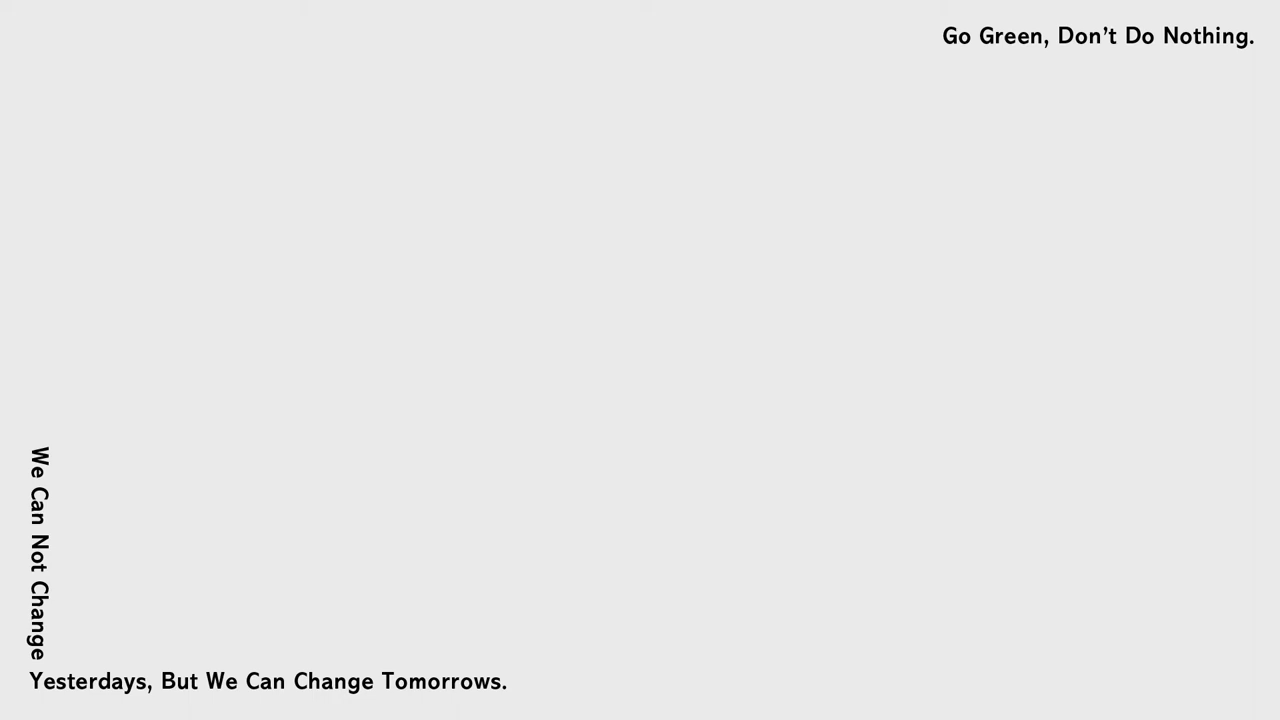 Go Green, Don’t Do Nothing.
We Can Not Change
Yesterdays, But We Can Change Tomorrows.